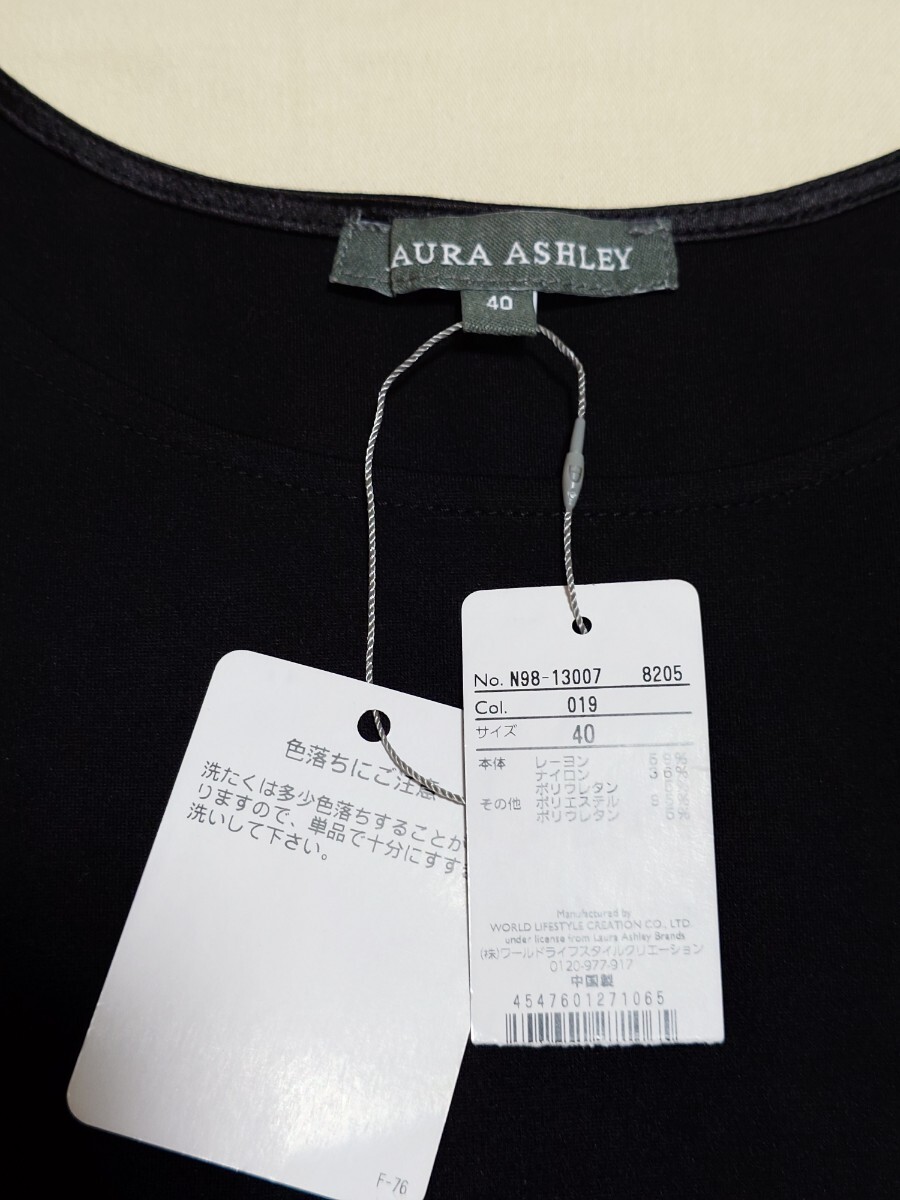 AURA ASHLEY
40
No. N98-13007 8205
Col. 019
サイズ 40
本体 レーヨン 59%
ナイロン 36%
ポリウレタン
その他 ポリエステル
ポリウレタン 5%
Manufactured by
WORLD LIFESTYLE CREATION CO., LTD.
under license from Laura Ashley Brands
(株)ワールドライフスタイルクリエーション
0120-977-917
中国製
4547601271065
色落ちにご注意
洗たくは多少色落ちすることが
りますので、単品で十分にすす
洗いして下さい。
F-76